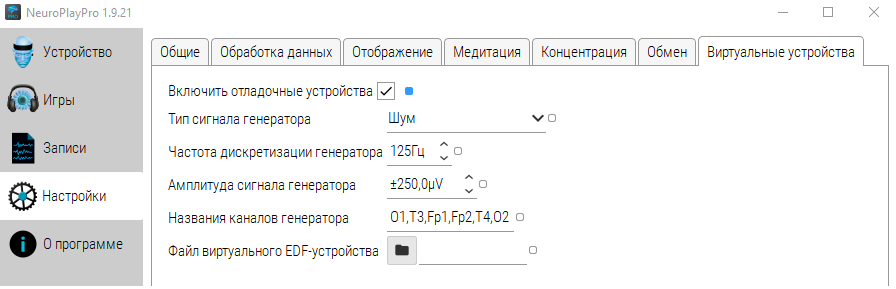 NeuroPlayPro 1.9.21
Устройство
Игры
Записи
Настройки
О программе
Общие
Обработка данных
Отображение
Медитация
Концентрация
Обмен
Виртуальные устройства
Включить отладочные устройства
Тип сигнала генератора
Шум
Частота дискретизации генератора
125Гц
Амплитуда сигнала генератора
±250,0μV
Названия каналов генератора
O1,T3,Fp1,Fp2,T4,O2
Файл виртуального EDF-устройства